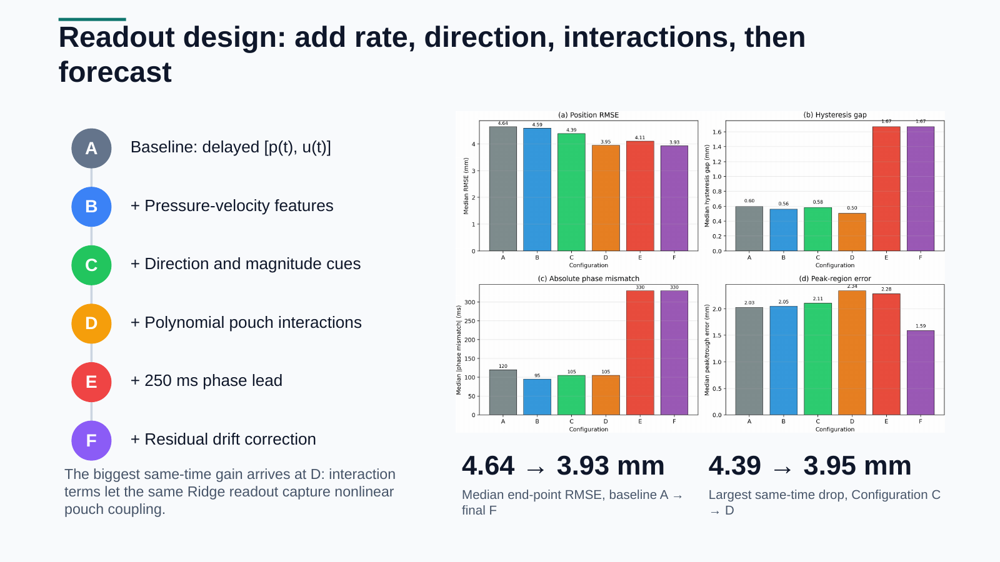 Readout design: add rate, direction, interactions, then
forecast
A
Baseline: delayed [p(t), u(t)]
B
+ Pressure-velocity features
C
+ Direction and magnitude cues
D
+ Polynomial pouch interactions
E
+ 250 ms phase lead
F
+ Residual drift correction
The biggest same-time gain arrives at D: interaction
terms let the same Ridge readout capture nonlinear
pouch coupling.
(a) Position RMSE
Median RMSE (mm)
4
3
2
1
0
4.64
4.59
4.39
3.95
4.11
3.93
A B C D E F
Configuration
(b) Hysteresis gap
Median hysteresis gap (mm)
1.6
1.4
1.2
1.0
0.8
0.6
0.4
0.2
0.0
0.60
0.56
0.58
0.50
1.67
1.67
A B C D E F
Configuration
(c) Absolute phase mismatch
Median |phase mismatch| (ms)
300
250
200
150
100
50
0
120
95
105
105
330
330
A B C D E F
Configuration
(d) Peak-region error
Median peak/trough error (mm)
2.0
1.5
1.0
0.5
0.0
2.03
2.05
2.11
2.34
2.28
1.59
A B C D E F
Configuration
4.64 → 3.93 mm
Median end-point RMSE, baseline A →
final F
4.39 → 3.95 mm
Largest same-time drop, Configuration C
→ D